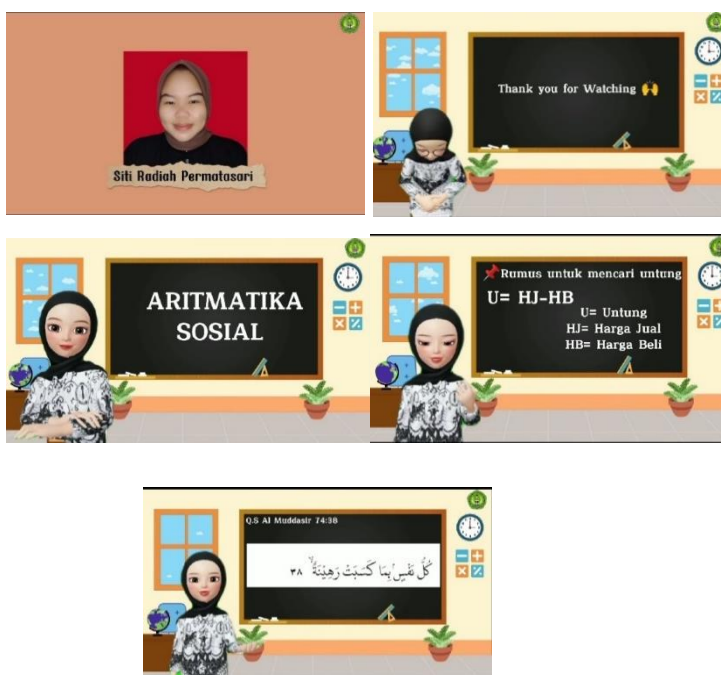 Siti Radiah Permatasari
Thank you for Watching 🙌
ARITMATIKA
SOSIAL
Rumus untuk mencari untung
U= HJ-HB
U= Untung
HJ= Harga Jual
HB= Harga Beli
Q.S Al Muddasir 74:38
كُلُّ نَفْسٍۢ بِمَا كَسَبَتْ رَهِيْنَةٌۙ ٣٨